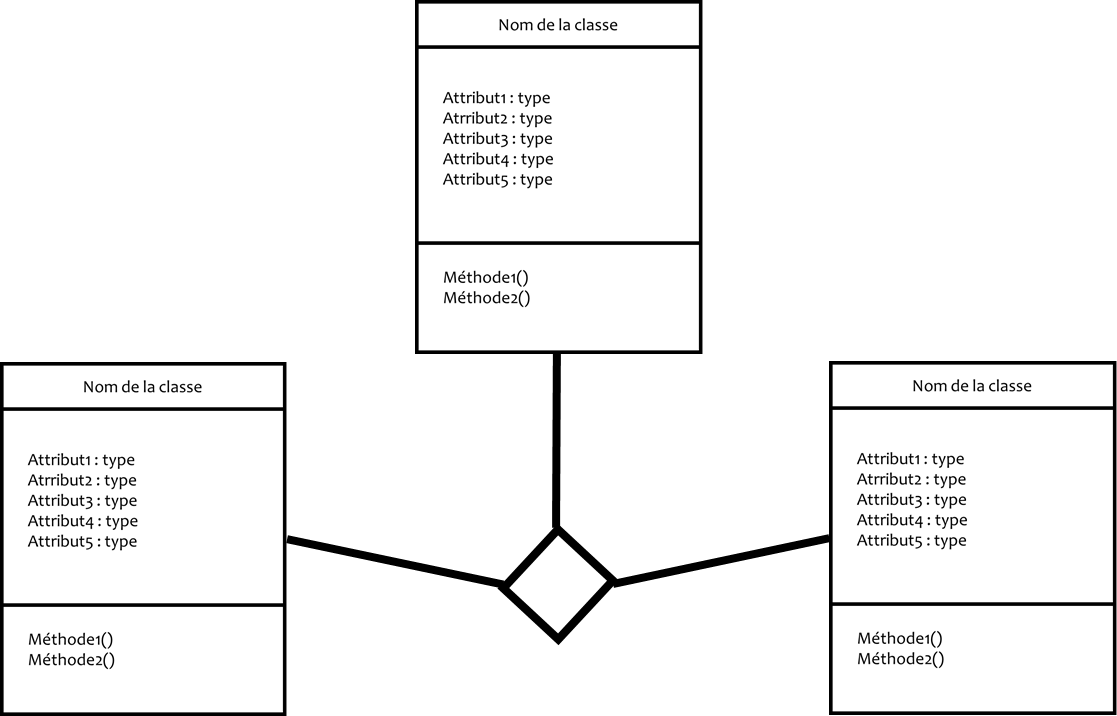 Nom de la classe
Attribut1 : type
Atrribut2 : type
Attribut3 : type
Attribut4 : type
Attribut5 : type
Méthode1()
Méthode2()
Nom de la classe
Attribut1 : type
Atrribut2 : type
Attribut3 : type
Attribut4 : type
Attribut5 : type
Méthode1()
Méthode2()
Nom de la classe
Attribut1 : type
Atrribut2 : type
Attribut3 : type
Attribut4 : type
Attribut5 : type
Méthode1()
Méthode2()